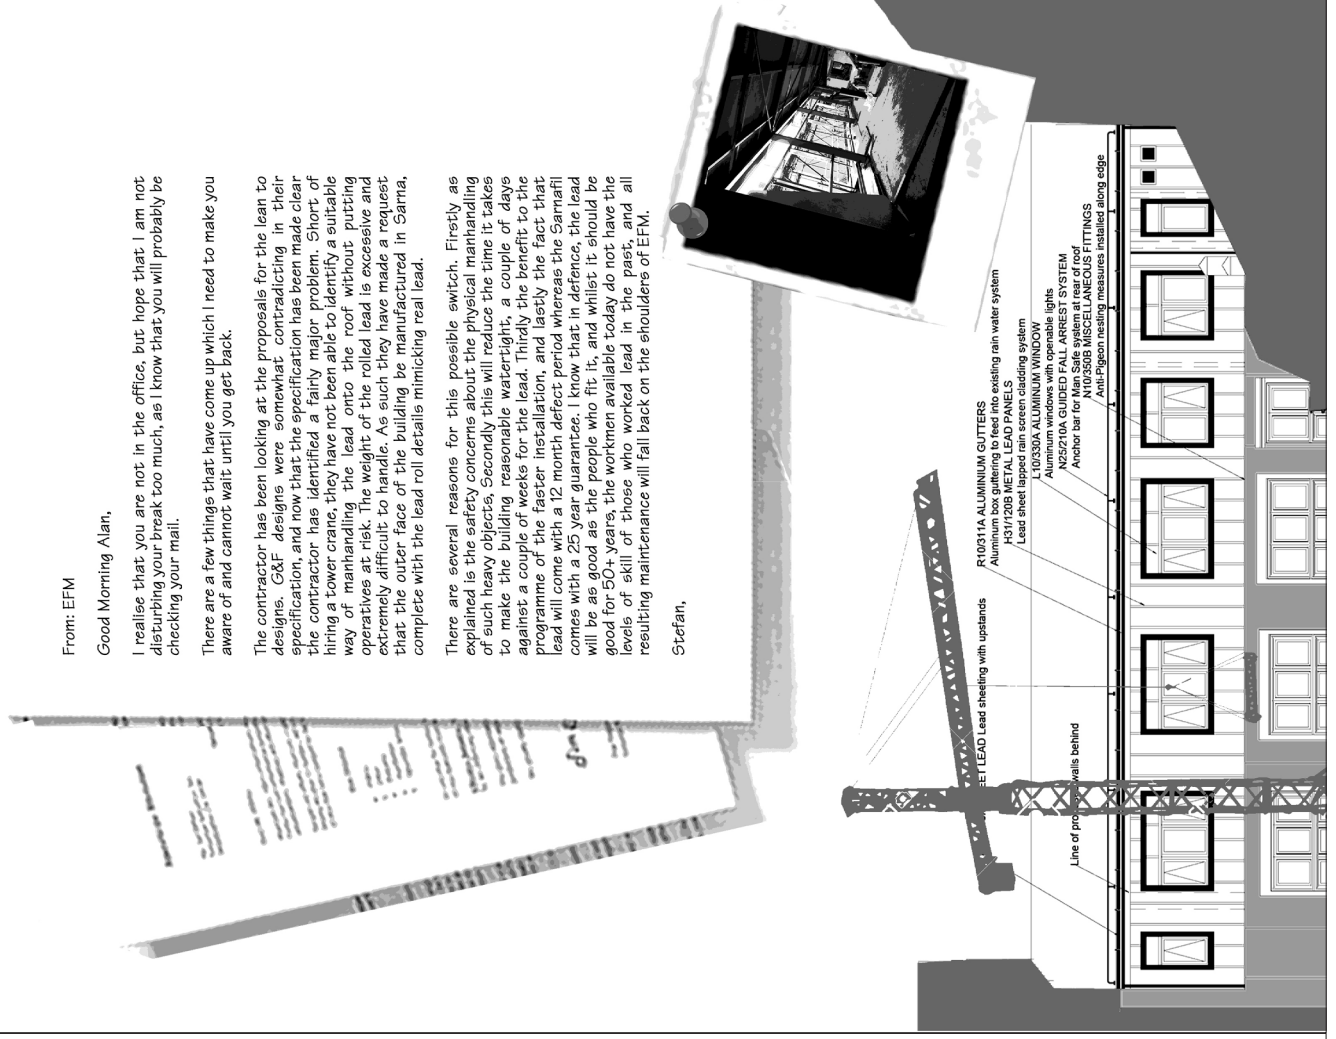 From: EFM
Good Morning Alan,
I realise that you are not in the office, but hope that I am not
disturbing your break too much, as I know that you will probably be
checking your mail.
There are a few things that have come up which I need to make you
aware of and cannot wait until you get back.
The contractor has been looking at the proposals for the lean to
designs. G&F designs were somewhat contradicting in their
specification, and now that the specification has been made clear
the contractor has identified a fairly major problem. Short of
hiring a tower crane, they have not been able to identify a suitable
way of manhandling the lead onto the roof without putting
operatives at risk. The weight of the rolled lead is excessive and
extremely difficult to handle. As such they have made a request
that the outer face of the building be manufactured in Sarna,
complete with the lead roll details mimicking real lead.
There are several reasons for this possible switch. Firstly as
explained is the safety concerns about the physical manhandling
of such heavy objects, Secondly this will reduce the time it takes
to make the building reasonable watertight, a couple of days
against a couple of weeks for the lead. Thirdly the benefit to the
programme of the faster installation, and lastly the fact that
lead will come with a 12 month defect period whereas the Sarnafil
comes with a 25 year guarantee. I know that in defence, the lead
will be as good as the people who fit it, and whilst it should be
good for 50+ years, the workmen available today do not have the
levels of skill of those who worked lead in the past, and all
resulting maintenance will fall back on the shoulders of EFM.
Stefan,
LEAD Lead sheeting with upstands
R10/311A ALUMINIUM GUTTERS
Aluminum box guttering to feed into existing rain water system
H31/120B METAL LEAD PANELS
Lead sheet lapped rain screen cladding system
L10/330A ALUMINUM WINDOW
Aluminum windows with openable lights
N25/210A GUIDED FALL ARREST SYSTEM
Anchor bar for Man Safe system at rear of roof
N10/350B MISCELLANEOUS FITTINGS
Anti-Pigeon nesting measures installed along edge
Line of walls behind